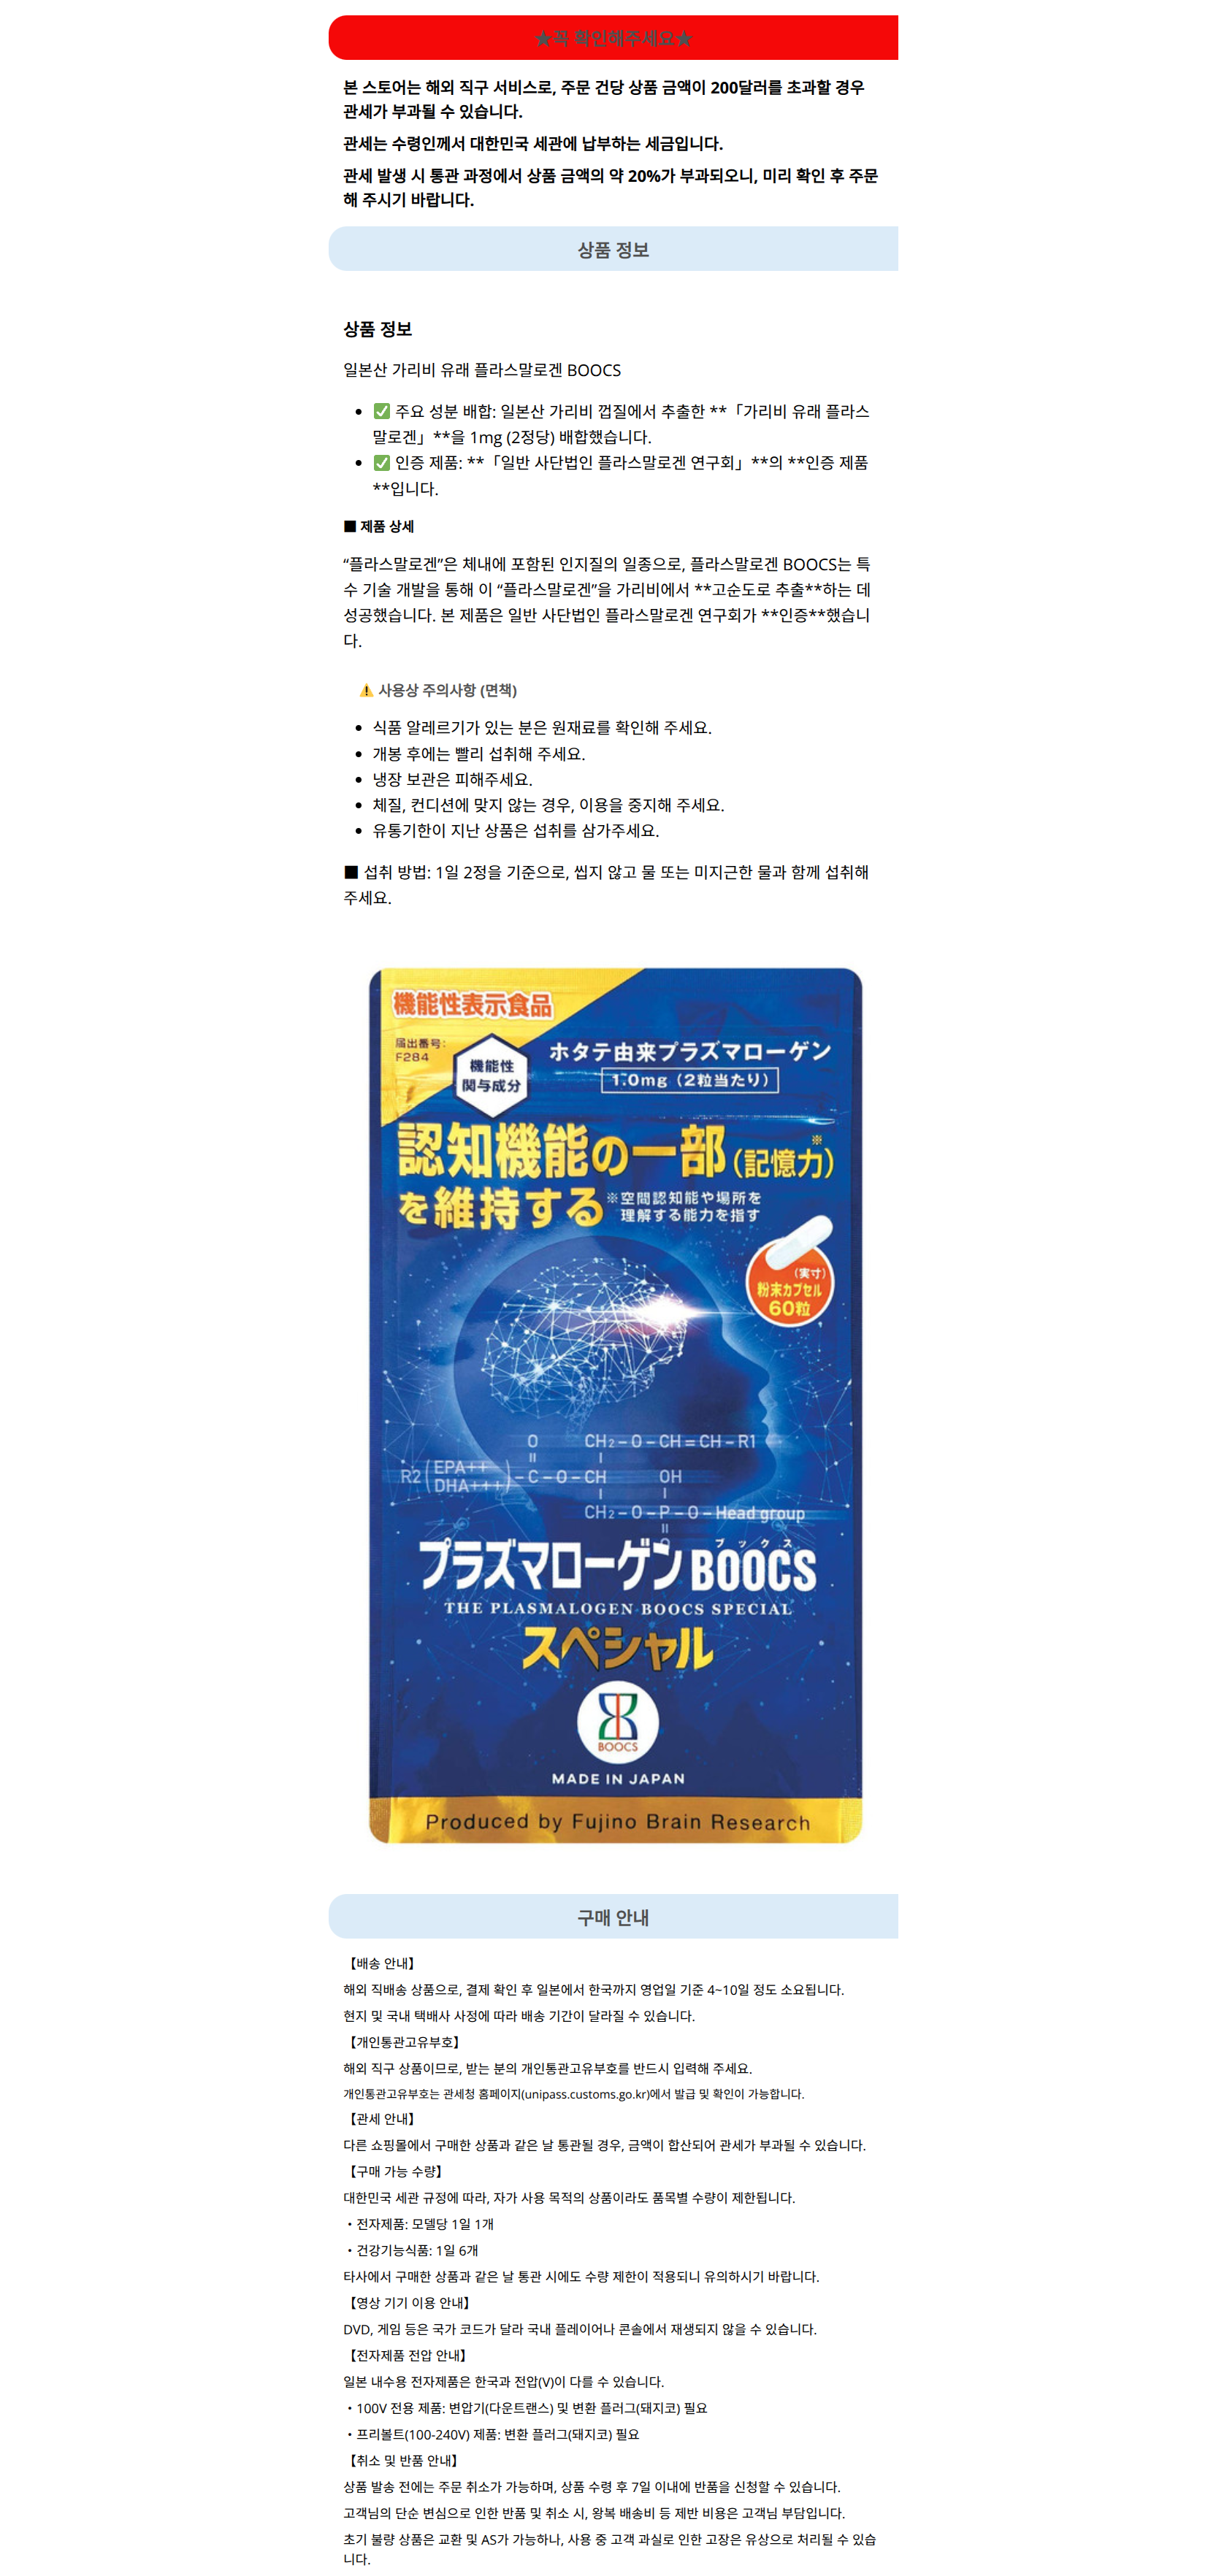 ★꼭 확인해주세요★
본 스토어는 해외 직구 서비스로, 주문 건당 상품 금액이 200달러를 초과할 경우
관세가 부과될 수 있습니다.
관세는 수령인께서 대한민국 세관에 납부하는 세금입니다.
관세 발생 시 통관 과정에서 상품 금액의 약 20%가 부과되오니, 미리 확인 후 주문
해 주시기 바랍니다.
상품 정보
상품 정보
일본산 가리비 유래 플라스말로겐 BOOCS
• ✅ 주요 성분 배합: 일본산 가리비 껍질에서 추출한 **「가리비 유래 플라스
말로겐」**을 1mg (2정당) 배합했습니다.
• ✅ 인증 제품: **「일반 사단법인 플라스말로겐 연구회」**의 **인증 제품
**입니다.
■ 제품 상세
“플라스말로겐”은 체내에 포함된 인지질의 일종으로, 플라스말로겐 BOOCS는 특
수 기술 개발을 통해 이 “플라스말로겐”을 가리비에서 **고순도로 추출**하는 데
성공했습니다. 본 제품은 일반 사단법인 플라스말로겐 연구회가 **인증**했습니
다.
⚠️ 사용상 주의사항 (면책)
• 식품 알레르기가 있는 분은 원재료를 확인해 주세요.
• 개봉 후에는 빨리 섭취해 주세요.
• 냉장 보관은 피해주세요.
• 체질, 컨디션에 맞지 않는 경우, 이용을 중지해 주세요.
• 유통기한이 지난 상품은 섭취를 삼가주세요.
■ 섭취 방법: 1일 2정을 기준으로, 씹지 않고 물 또는 미지근한 물과 함께 섭취해
주세요.
機能性表示食品
届出番号:
F284
機能性
関与成分
ホタテ由来プラズマローゲン
1.0mg（2粒当たり）
認知機能の一部（記憶力）※
を維持する
※空間認知能や場所を
理解する能力を指す
（実寸）
粉末カプセル
60粒
O CH2-O-CH=CH-R1
R2(EPA++ DHA+++)-C-O-CH OH
CH2-O-P-O-Head group
O
ブックス
プラズマローゲンBOOCS
THE PLASMALOGEN BOOCS SPECIAL
スペシャル
BOOCS
MADE IN JAPAN
Produced by Fujino Brain Research
구매 안내
【배송 안내】
해외 직배송 상품으로, 결제 확인 후 일본에서 한국까지 영업일 기준 4~10일 정도 소요됩니다.
현지 및 국내 택배사 사정에 따라 배송 기간이 달라질 수 있습니다.
【개인통관고유부호】
해외 직구 상품이므로, 받는 분의 개인통관고유부호를 반드시 입력해 주세요.
개인통관고유부호는 관세청 홈페이지(unipass.customs.go.kr)에서 발급 및 확인이 가능합니다.
【관세 안내】
다른 쇼핑몰에서 구매한 상품과 같은 날 통관될 경우, 금액이 합산되어 관세가 부과될 수 있습니다.
【구매 가능 수량】
대한민국 세관 규정에 따라, 자가 사용 목적의 상품이라도 품목별 수량이 제한됩니다.
・전자제품: 모델당 1일 1개
・건강기능식품: 1일 6개
타사에서 구매한 상품과 같은 날 통관 시에도 수량 제한이 적용되니 유의하시기 바랍니다.
【영상 기기 이용 안내】
DVD, 게임 등은 국가 코드가 달라 국내 플레이어나 콘솔에서 재생되지 않을 수 있습니다.
【전자제품 전압 안내】
일본 내수용 전자제품은 한국과 전압(V)이 다를 수 있습니다.
・100V 전용 제품: 변압기(다운트랜스) 및 변환 플러그(돼지코) 필요
・프리볼트(100-240V) 제품: 변환 플러그(돼지코) 필요
【취소 및 반품 안내】
상품 발송 전에는 주문 취소가 가능하며, 상품 수령 후 7일 이내에 반품을 신청할 수 있습니다.
고객님의 단순 변심으로 인한 반품 및 취소 시, 왕복 배송비 등 제반 비용은 고객님 부담입니다.
초기 불량 상품은 교환 및 AS가 가능하나, 사용 중 고객 과실로 인한 고장은 유상으로 처리될 수 있습
니다.